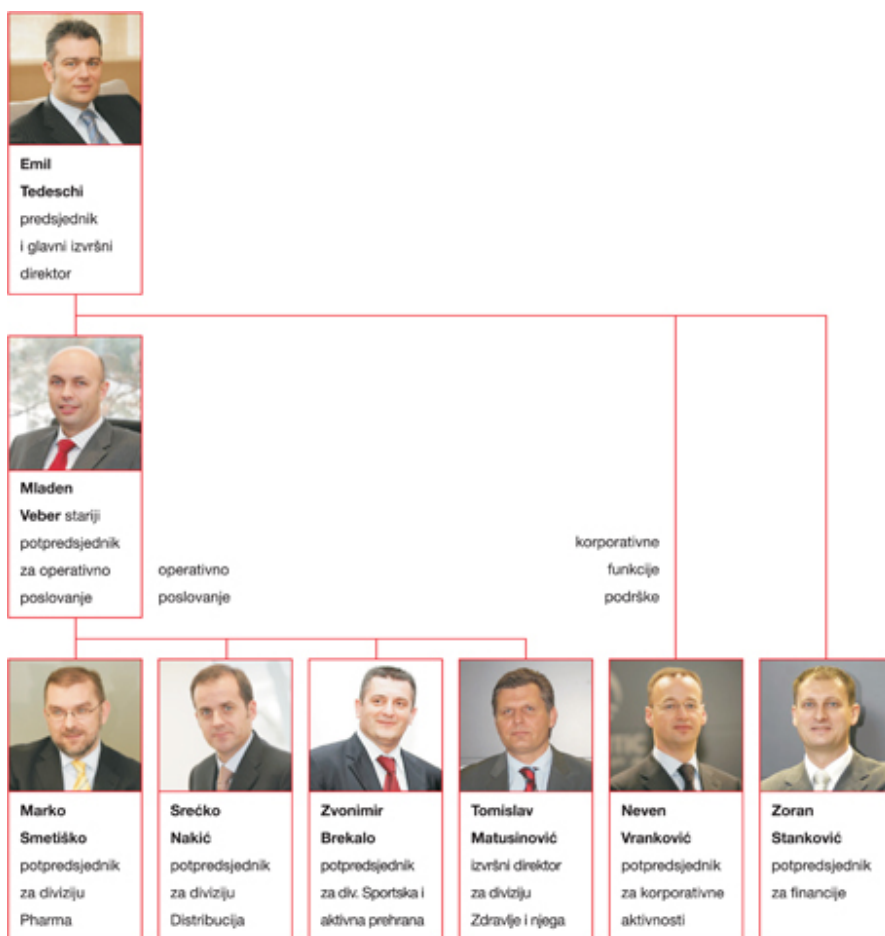 Emil
Tedeschi
predsjednik
i glavni izvršni
direktor
Mladen
Veber stariji
potpredsjednik
za operativno
poslovanje
operativno
poslovanje
korporativne
funkcije
podrške
Marko
Smetiško
potpredsjednik
za diviziju
Pharma
Srećko
Nakić
potpredsjednik
za diviziju
Distribucija
Zvonimir
Brekalo
potpredsjednik
za div. Sportska i
aktivna prehrana
Tomislav
Matusinović
izvršni direktor
za diviziju
Zdravlje i njega
Neven
Vranković
potpredsjednik
za korporativne
aktivnosti
Zoran
Stanković
potpredsjednik
za financije